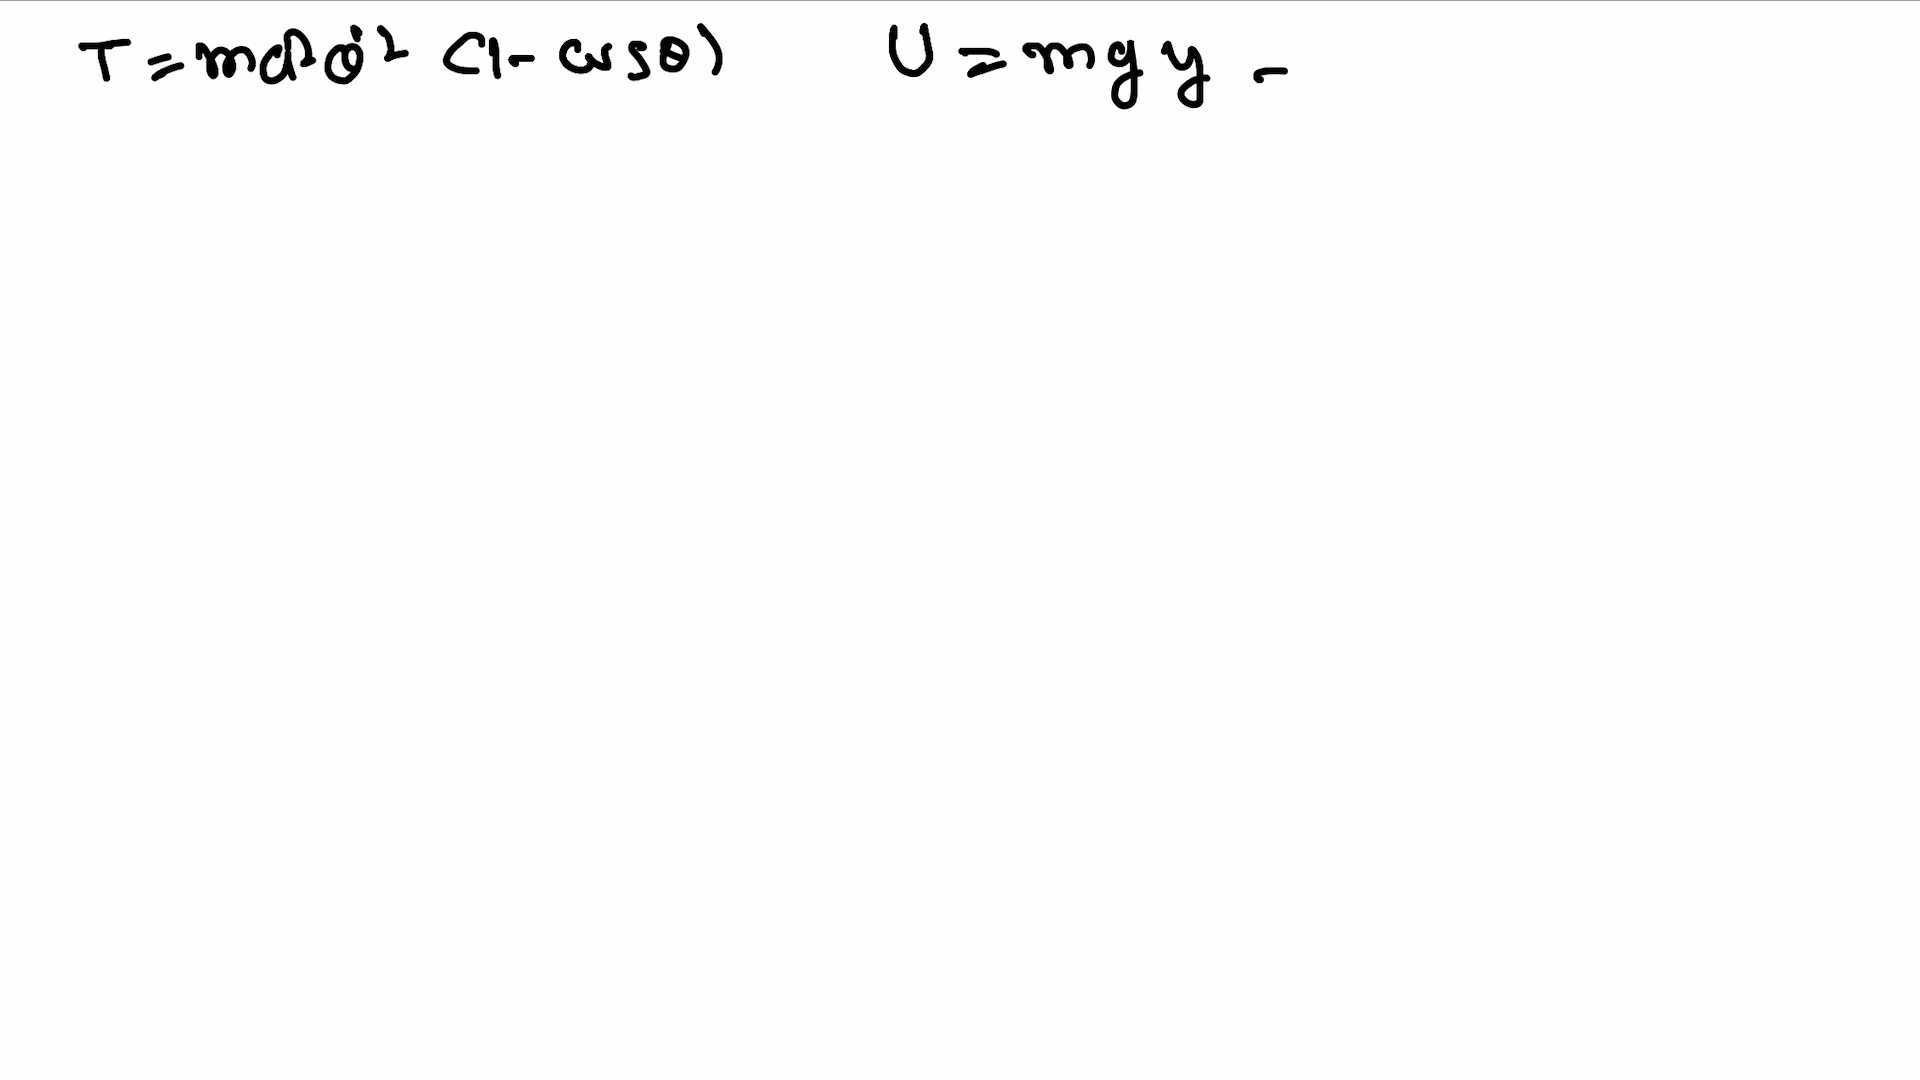 T = ma²θ̇² (1 - cos θ) U = mgy -